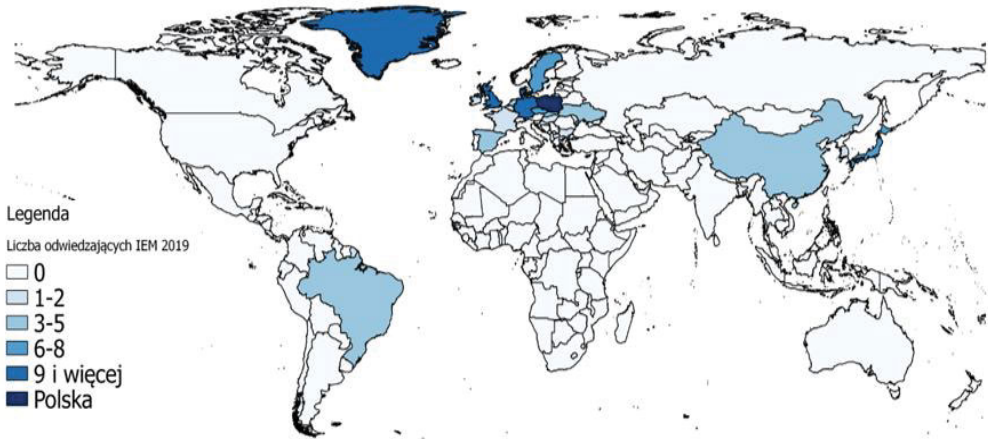 Legenda
Liczba odwiedzających IEM 2019
0
1-2
3-5
6-8
9 i więcej
Polska